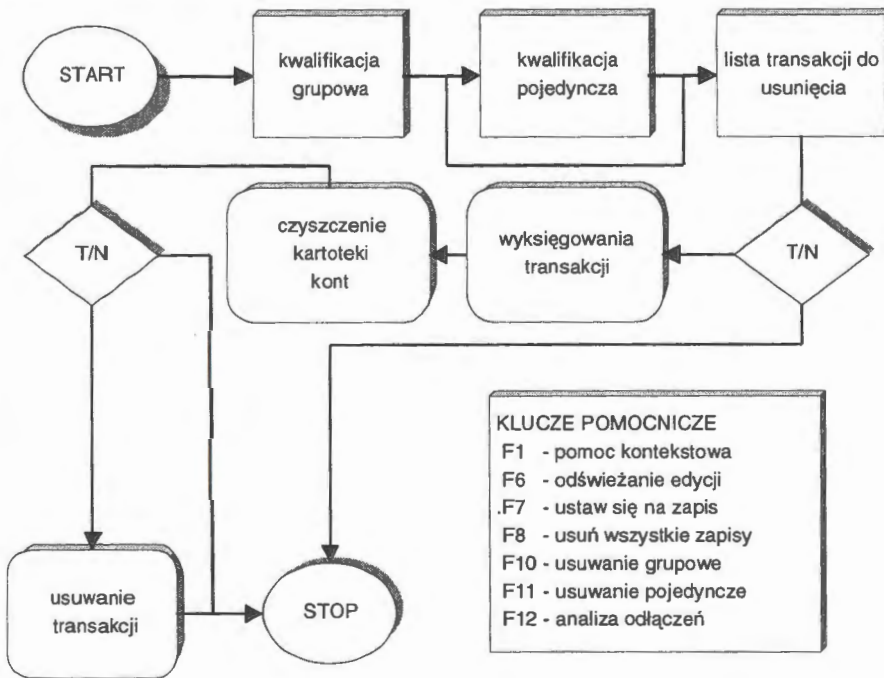 START
kwalifikacja
grupowa
kwalifikacja
pojedyncza
lista transakcji do
usunięcia
T/N
czyszczenie
kartoteki
kont
wyksięgowania
transakcji
T/N
usuwanie
transakcji
STOP
KLUCZE POMOCNICZE
F1 - pomoc kontekstowa
F6 - odświeżanie edycji
.F7 - ustaw się na zapis
F8 - usuń wszystkie zapisy
F10 - usuwanie grupowe
F11 - usuwanie pojedyncze
F12 - analiza odłączeń